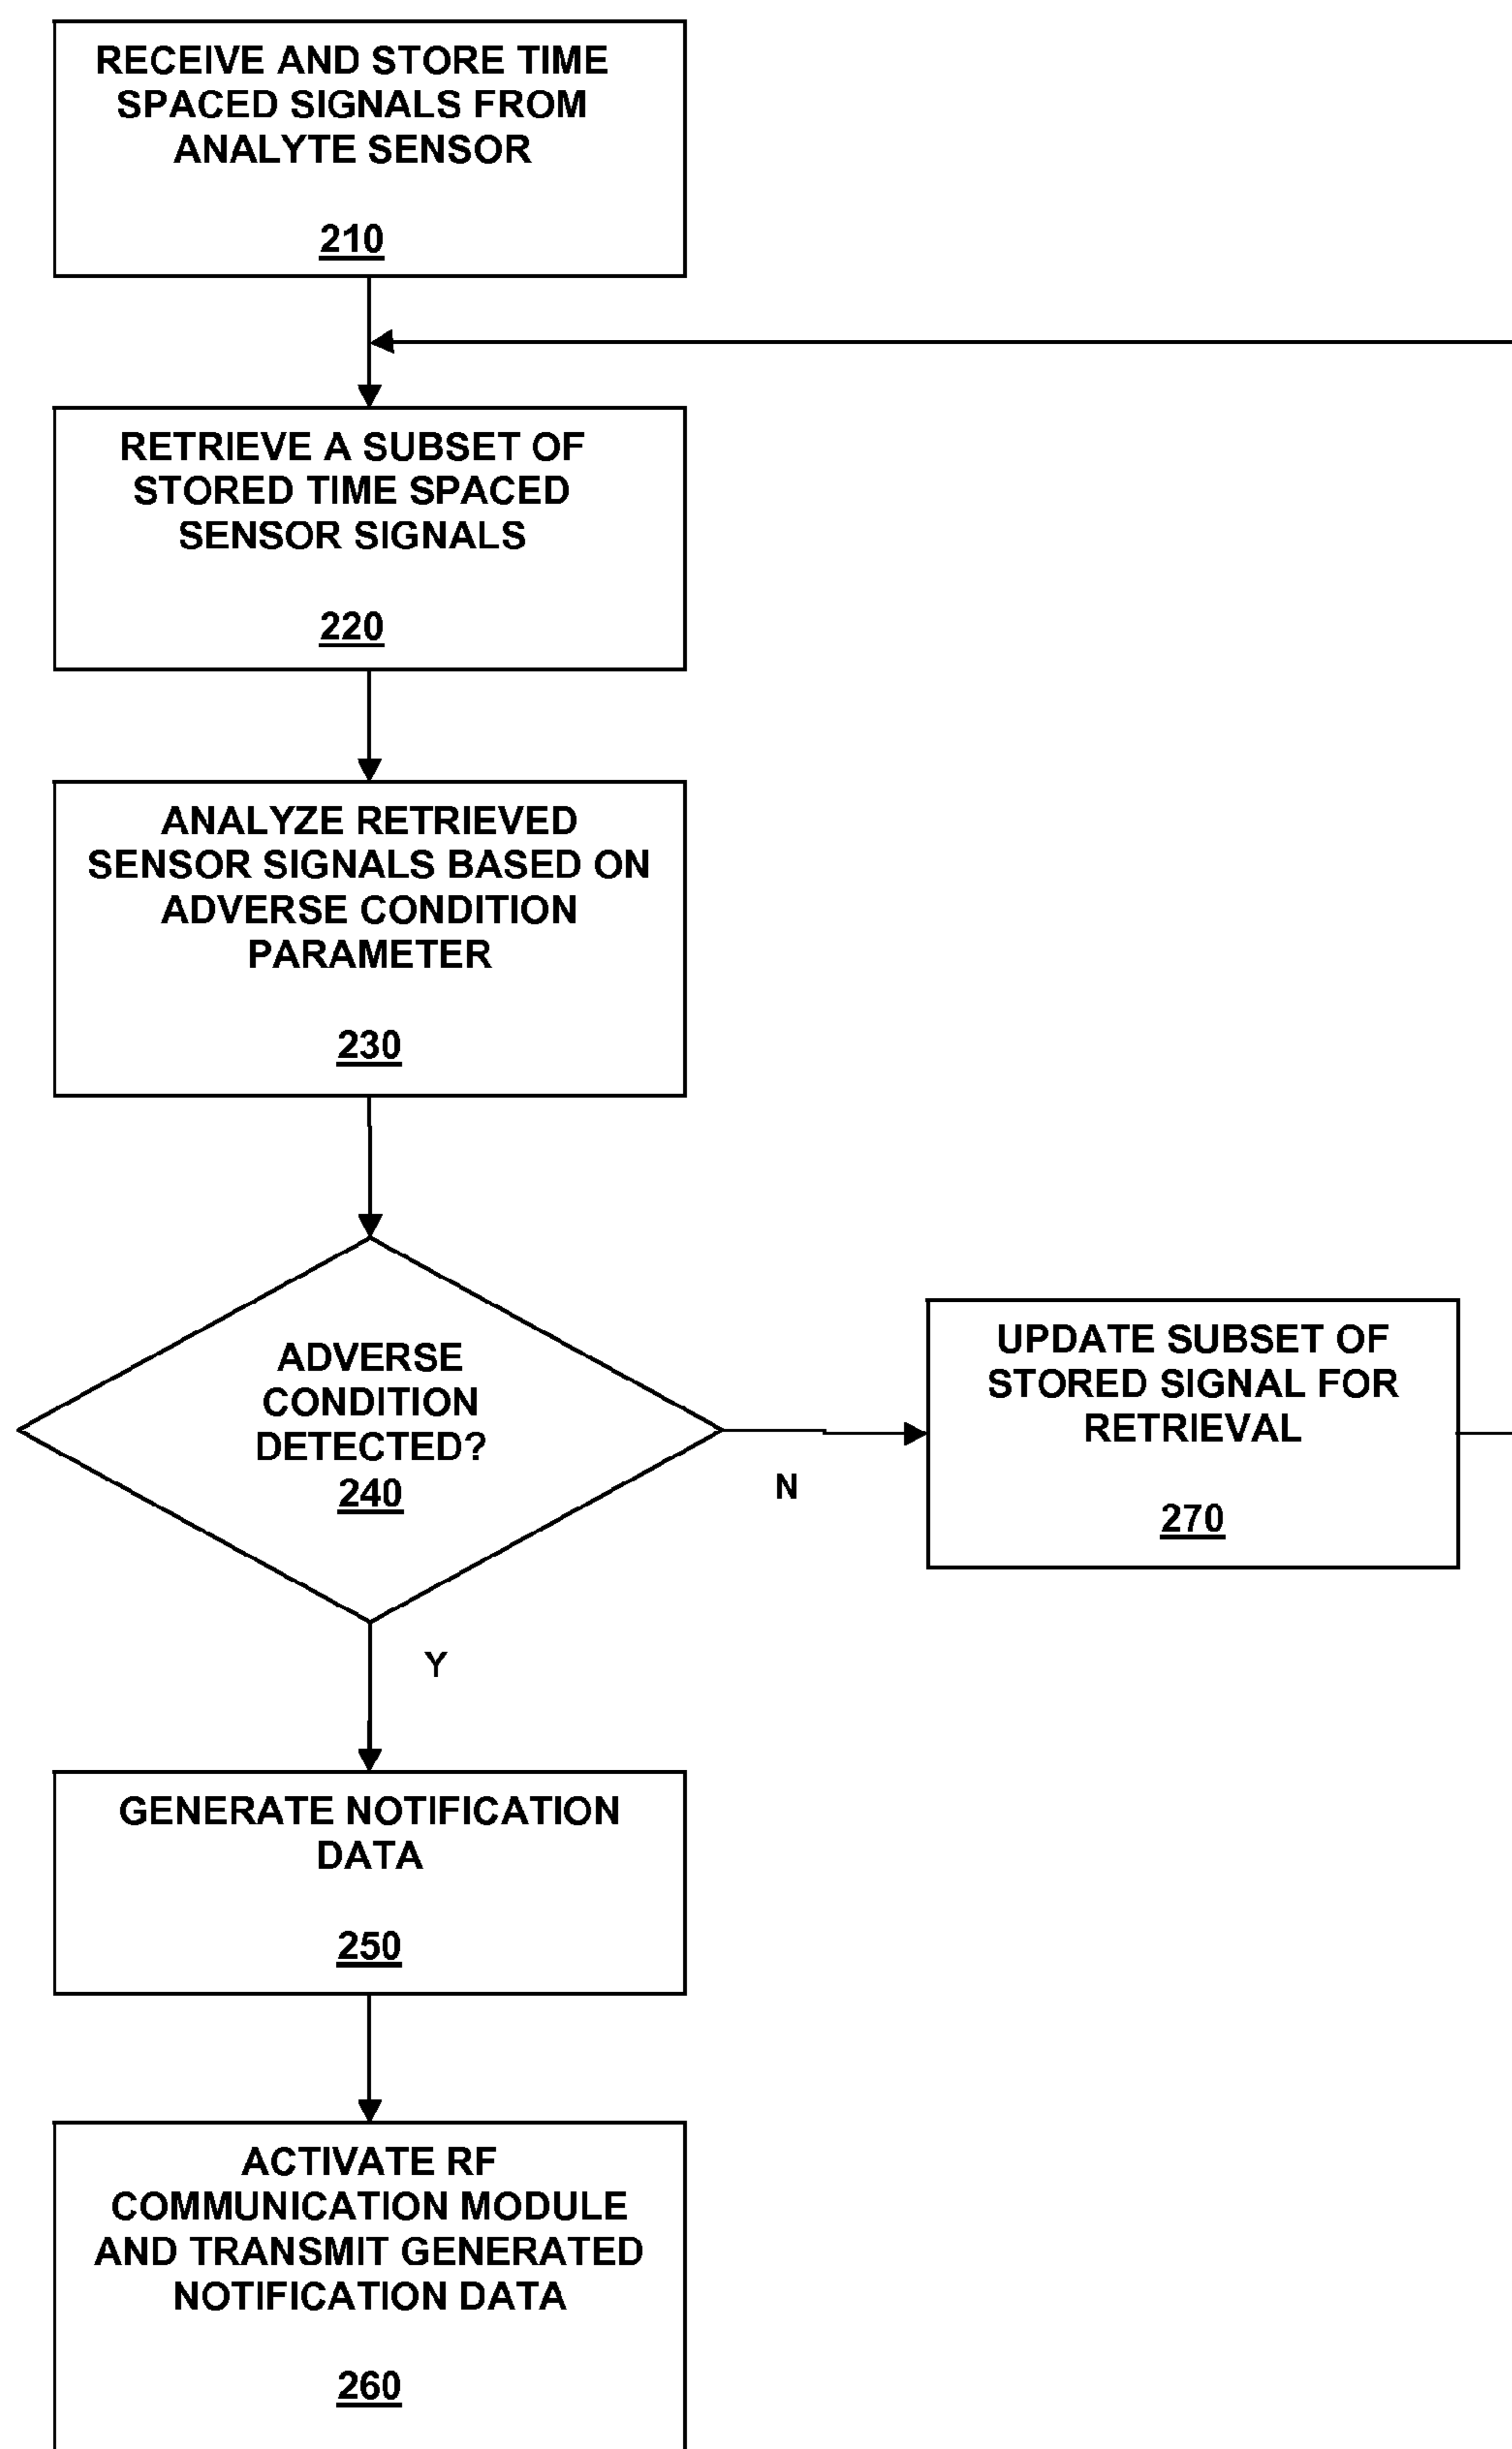 RECEIVE AND STORE TIME
SPACED SIGNALS FROM
ANALYTE SENSOR
210
RETRIEVE A SUBSET OF
STORED TIME SPACED
SENSOR SIGNALS
220
ANALYZE RETRIEVED
SENSOR SIGNALS BASED ON
ADVERSE CONDITION
PARAMETER
230
ADVERSE
CONDITION
DETECTED?
240
N
UPDATE SUBSET OF
STORED SIGNAL FOR
RETRIEVAL
270
Y
GENERATE NOTIFICATION
DATA
250
ACTIVATE RF
COMMUNICATION MODULE
AND TRANSMIT GENERATED
NOTIFICATION DATA
260